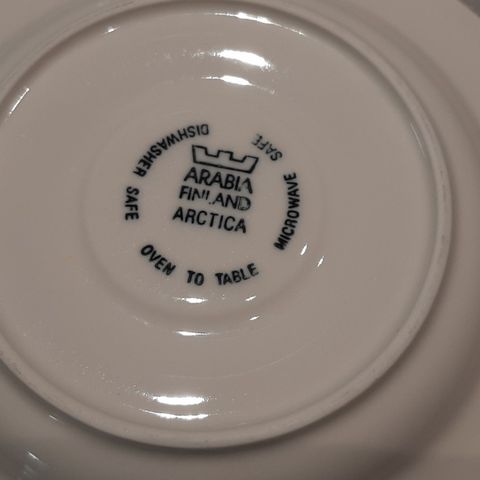 ARABIA
FINLAND
ARCTICA
DISHWASHER SAFE
OVEN TO TABLE
MICROWAVE SAFE